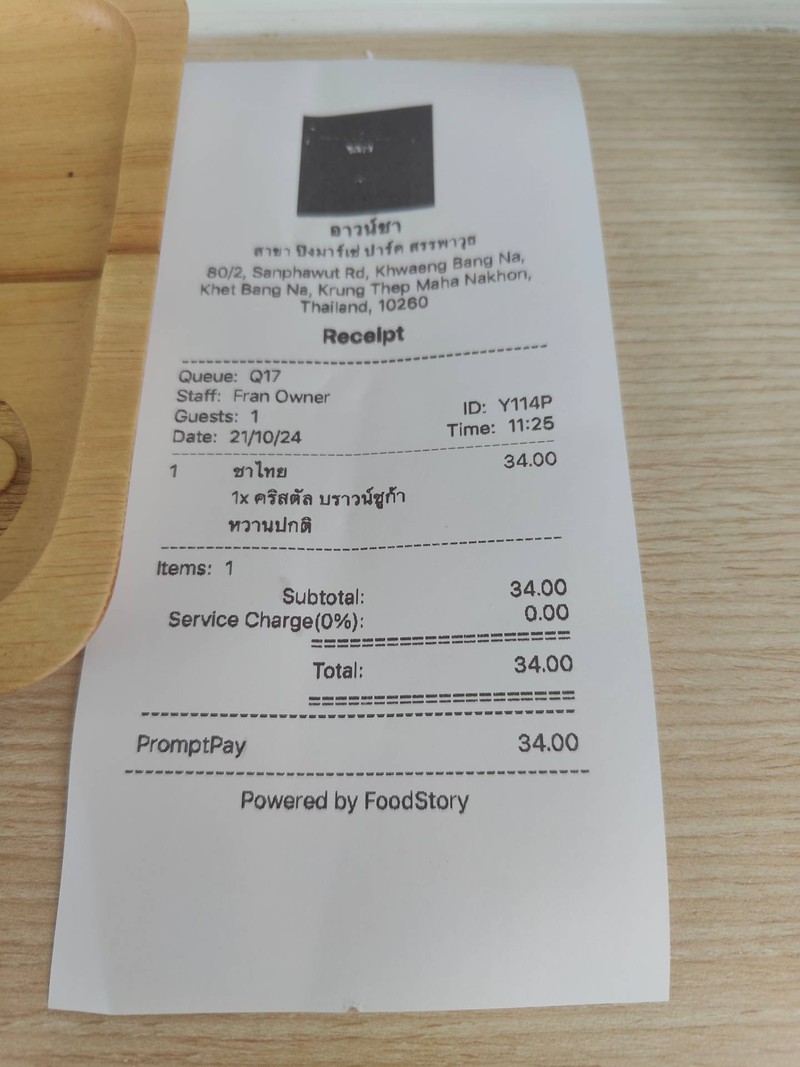 อาวน์ชา
สาขา ปิงมาร์เช่ ปาร์ค สรรพาวุธ
80/2, Sanphawut Rd, Khwaeng Bang Na,
Khet Bang Na, Krung Thep Maha Nakhon,
Thailand, 10260
Receipt
Queue: Q17
Staff: Fran Owner
Guests: 1 ID: Y114P
Date: 21/10/24 Time: 11:25
1 ชาไทย 34.00
1x คริสตัล บราวน์ชูก้า
หวานปกติ
Items: 1
Subtotal: 34.00
Service Charge(0%): 0.00
Total: 34.00
PromptPay 34.00
Powered by FoodStory